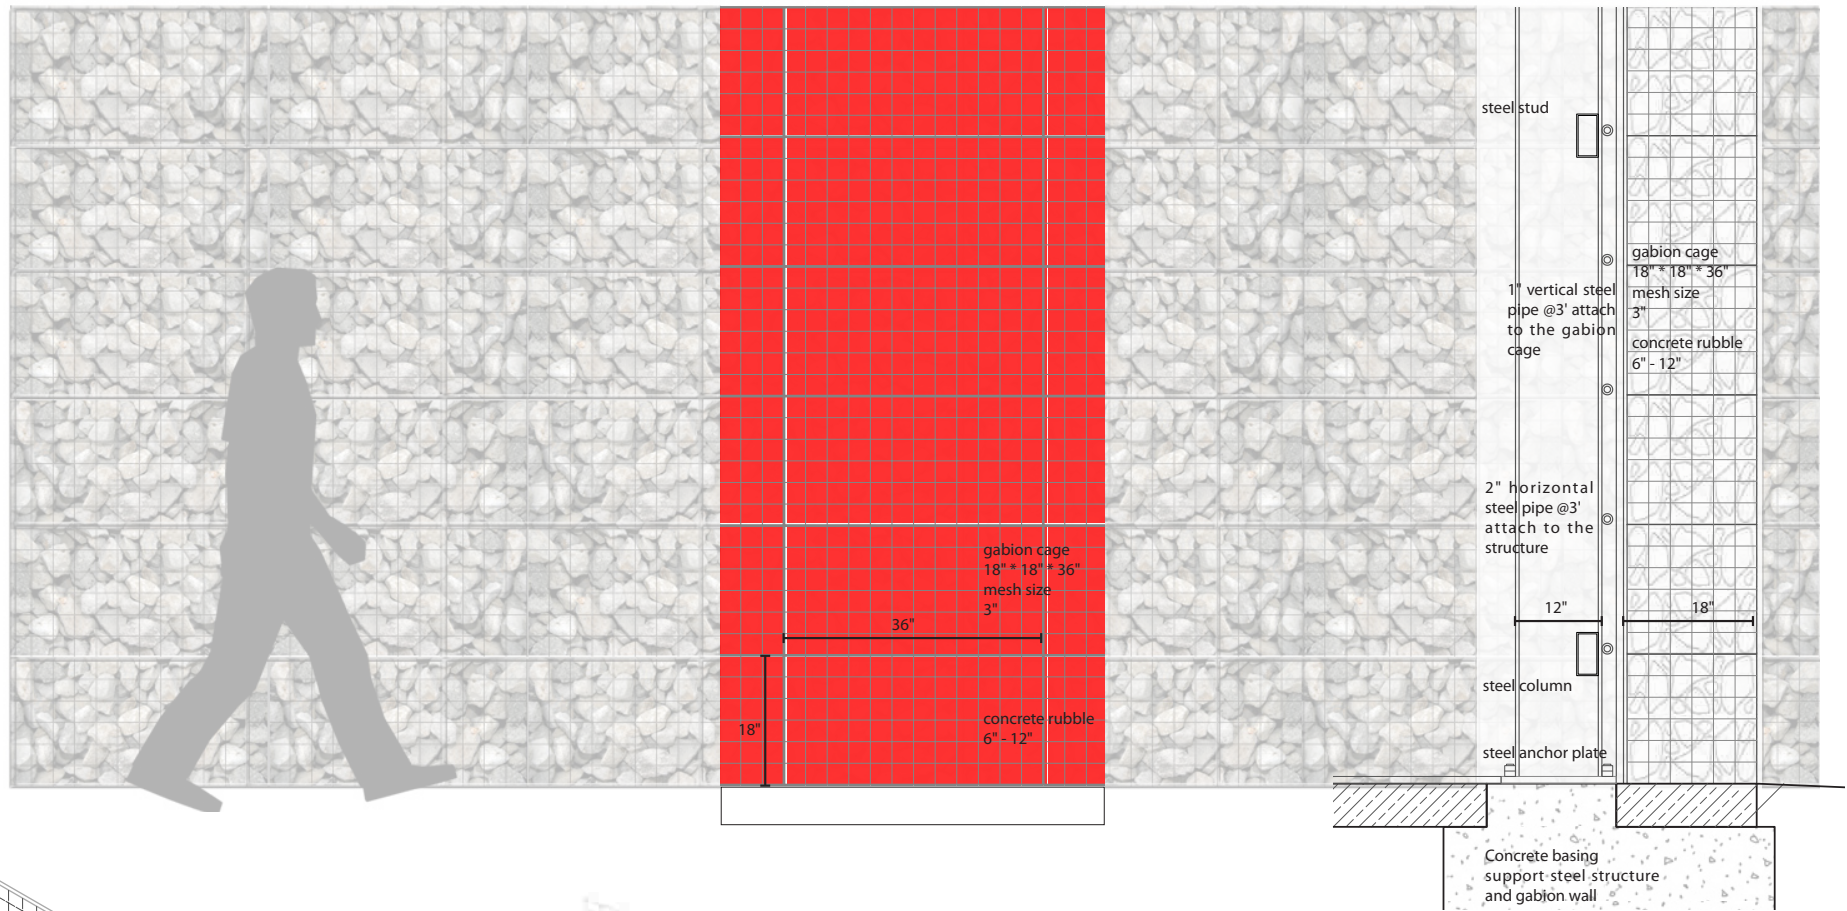 steel stud
gabion cage
18" * 18" * 36"
mesh size
3"
concrete rubble
6" - 12"
1" vertical steel
pipe @3' attach
to the gabion
cage
2" horizontal
steel pipe @3'
attach to the
structure
gabion cage
18" * 18" * 36"
mesh size
3"
36"
12"
18"
steel column
18"
concrete rubble
6" - 12"
steel anchor plate
Concrete basing
support steel structure
and gabion wall